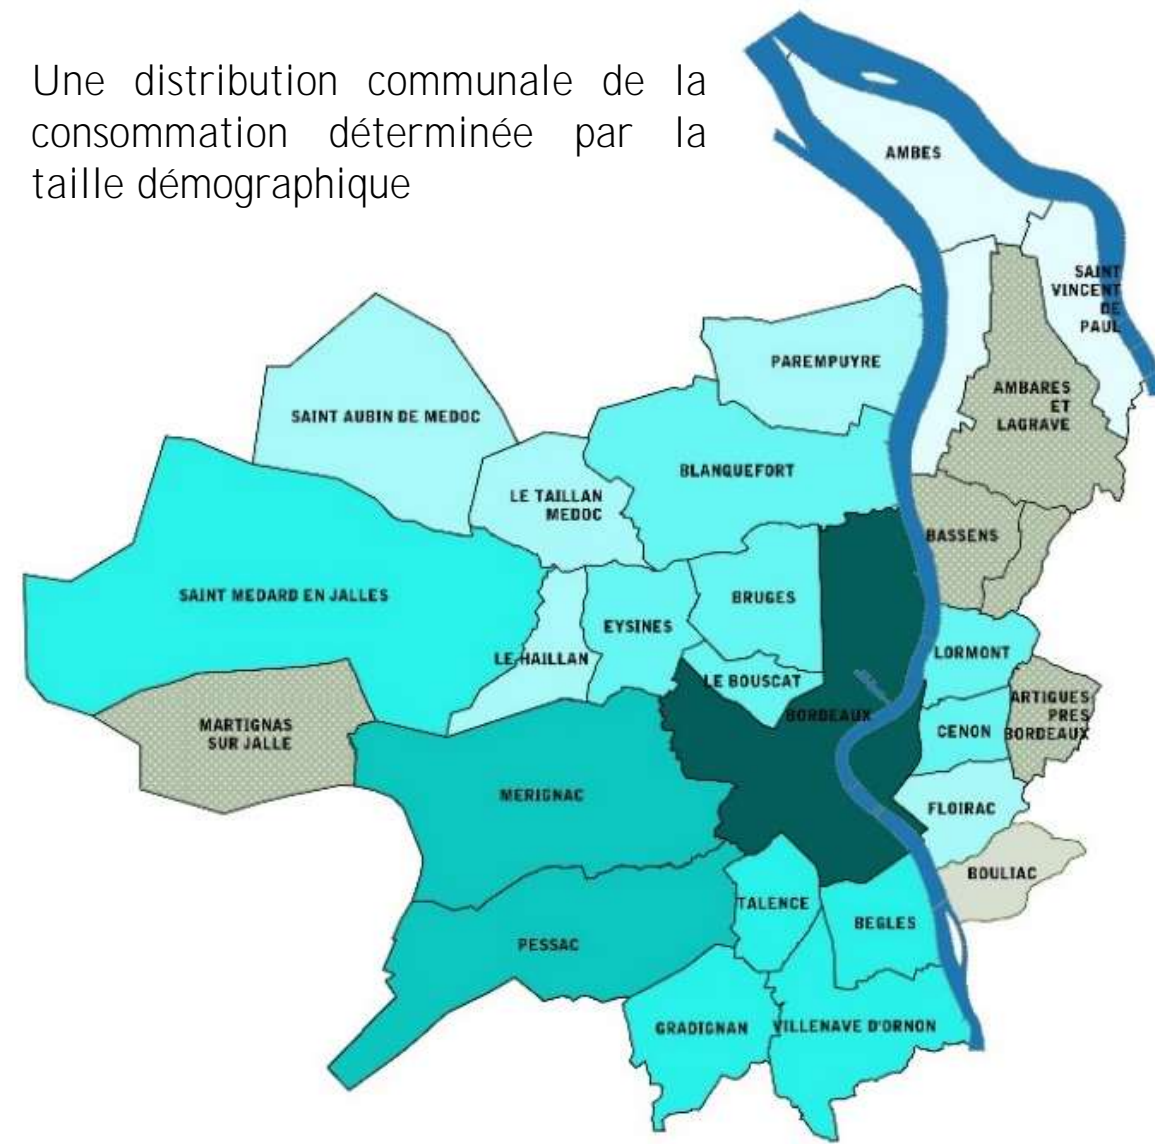 Une distribution communale de la
consommation déterminée par la
taille démographique
AMBES
SAINT
VINCENT
DE
PAUL
PAREMPUYRE
AMBARES
ET
LAGRAVE
SAINT AUBIN DE MEDOC
BLANQUEFORT
LE TAILLAN
MEDOC
BASSENS
SAINT MEDARD EN JALLES
BRUGES
EYSINES
LORMONT
LE HAILLAN
LE BOUSCAT
ARTIGUES
PRES
BORDEAUX
BORDEAUX
CENON
MARTIGNAS
SUR JALLE
MERIGNAC
FLOIRAC
BOULIAC
TALENCE
BEGLES
PESSAC
GRADIGNAN
VILLENAVE D'ORNON